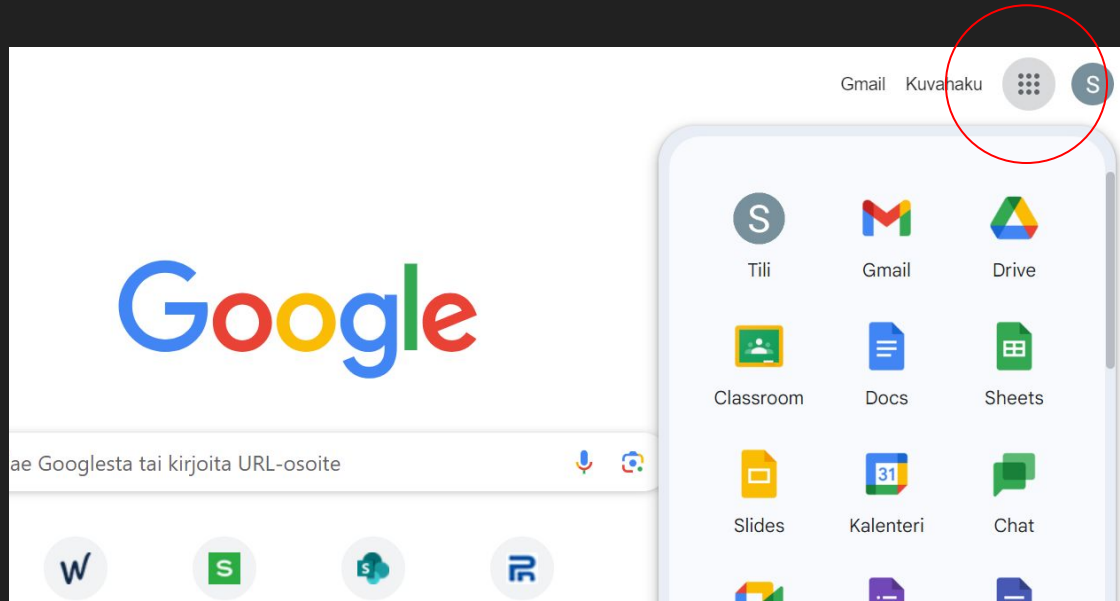 Gmail Kuvahaku S
S
Tili Gmail Drive
Google
Classroom Docs Sheets
ae Googlesta tai kirjoita URL-osoite
31
Slides Kalenteri Chat
W S S